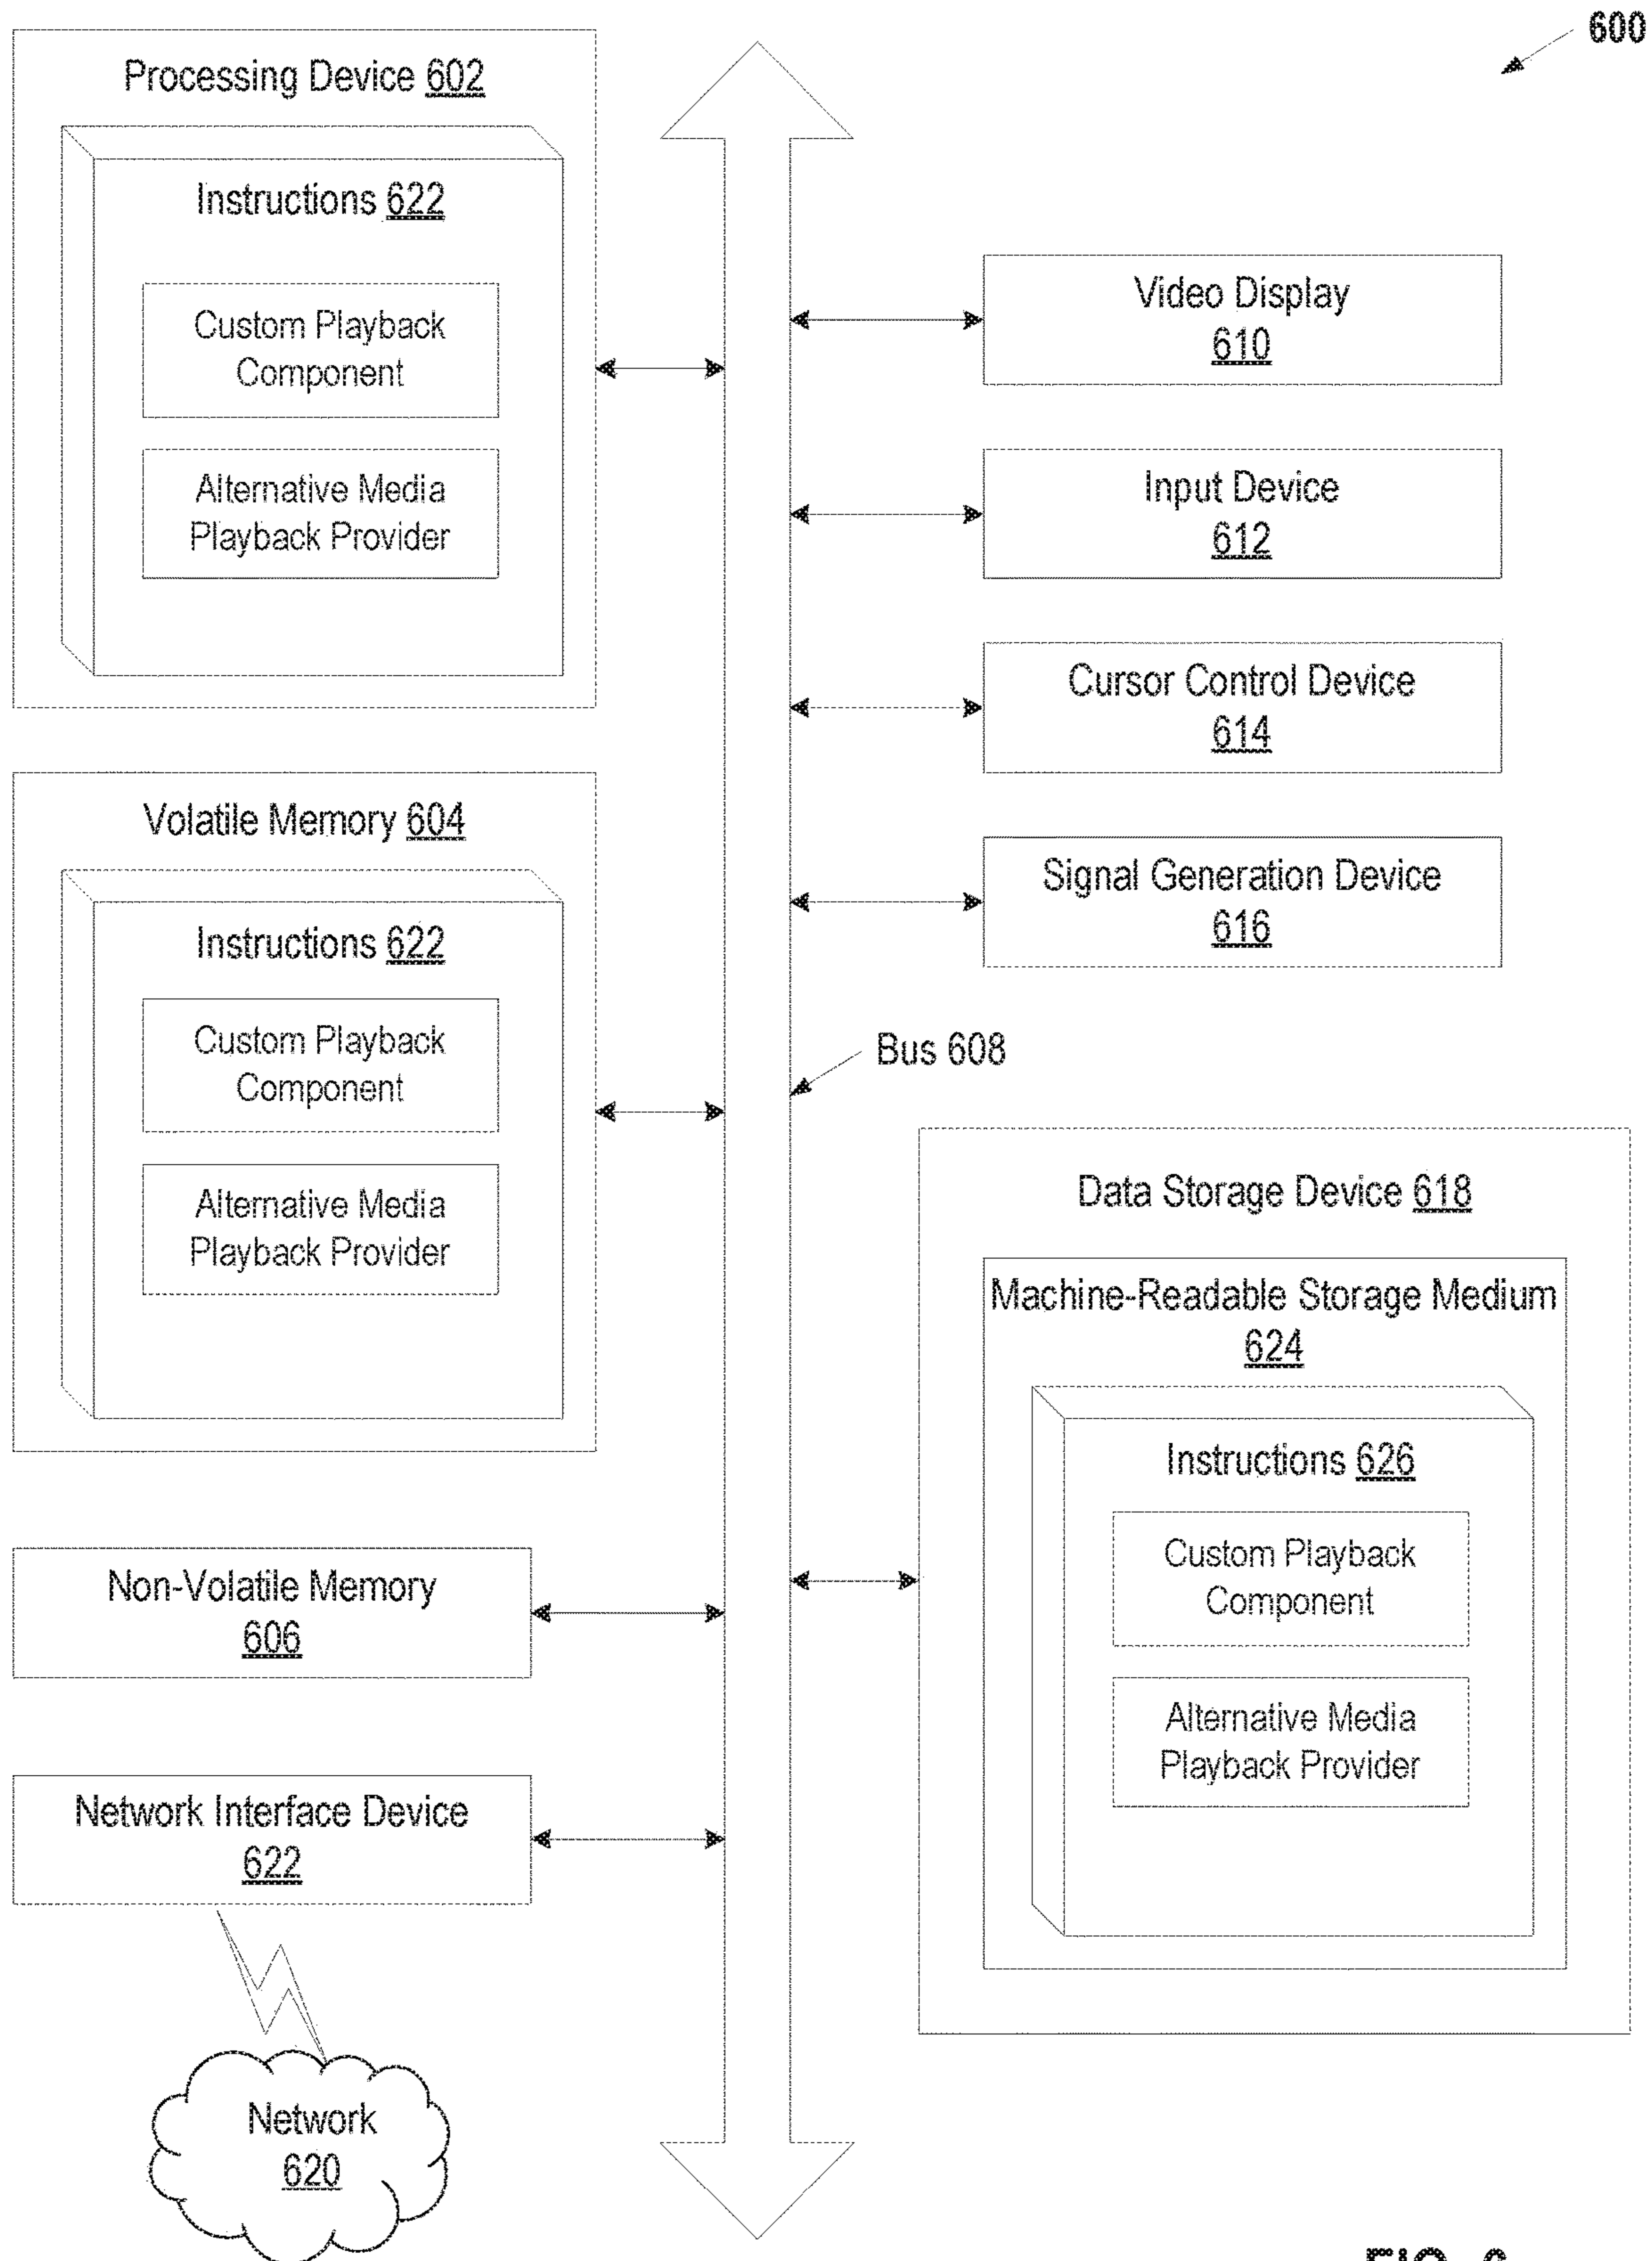 600
Processing Device 602
Instructions 622
Custom Playback
Component
Alternative Media
Playback Provider
Volatile Memory 604
Instructions 622
Custom Playback
Component
Alternative Media
Playback Provider
Non-Volatile Memory
606
Network Interface Device
622
Network
620
Video Display
610
Input Device
612
Cursor Control Device
614
Signal Generation Device
616
Bus 608
Data Storage Device 618
Machine-Readable Storage Medium
624
Instructions 626
Custom Playback
Component
Alternative Media
Playback Provider
FIG. 6